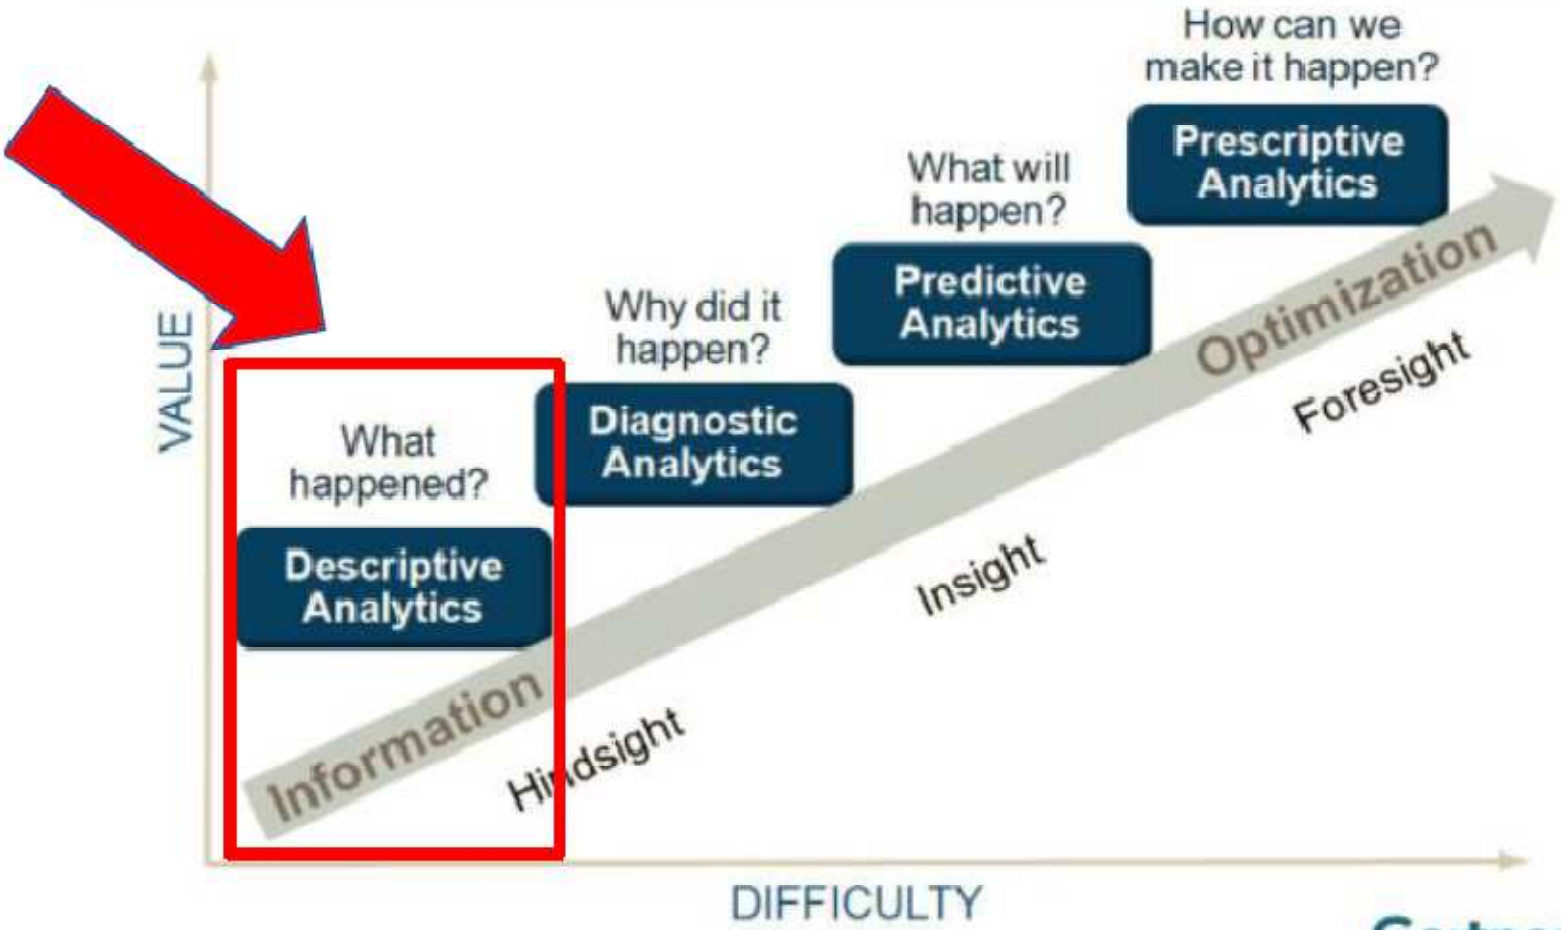 How can we
make it happen?
Prescriptive
Analytics
What will
happen?
Predictive
Analytics
Why did it
happen?
Diagnostic
Analytics
What
happened?
Descriptive
Analytics
Information
Optimization
Hindsight
Insight
Foresight
VALUE
DIFFICULTY